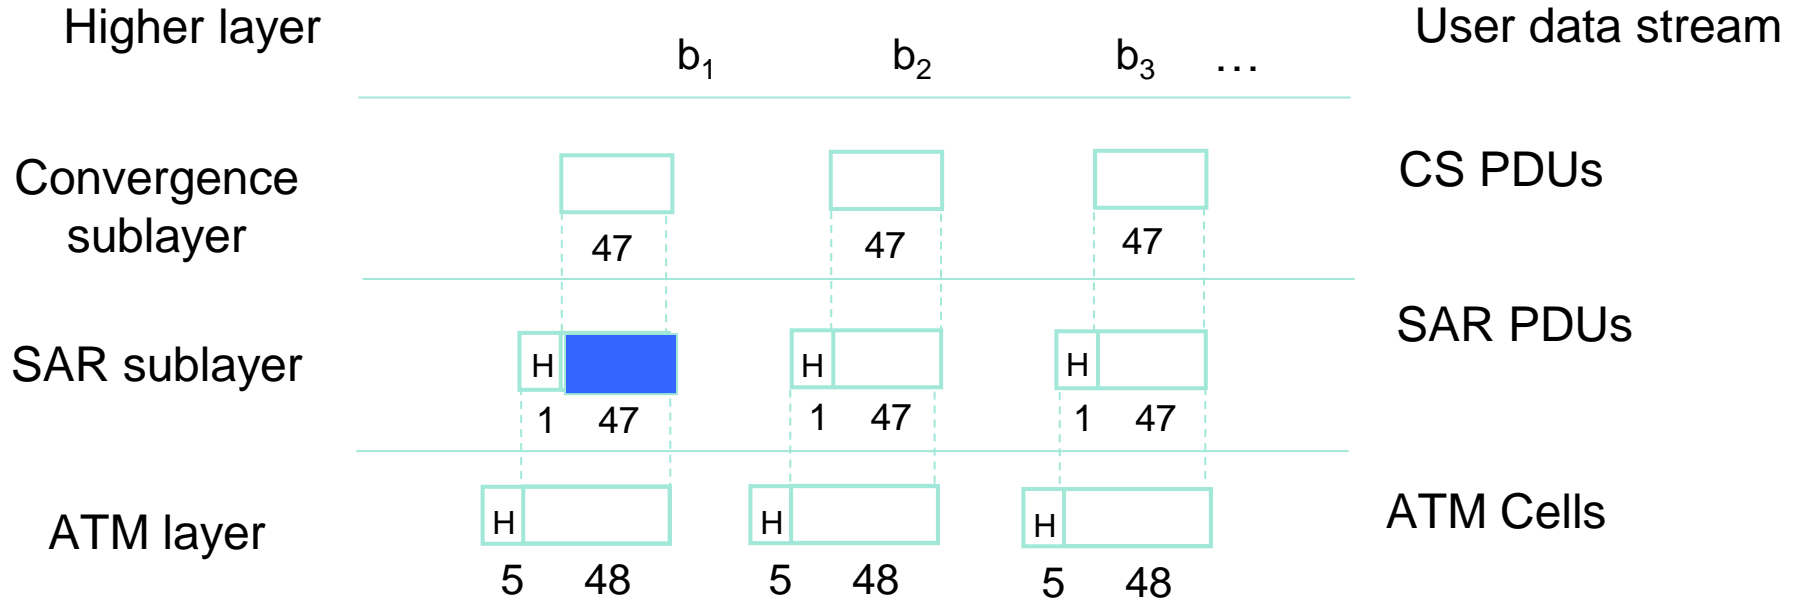 Higher layer b₁ b₂ b₃ … User data stream
Convergence sublayer CS PDUs
47 47 47
SAR sublayer H H H SAR PDUs
1 47 1 47 1 47
ATM layer H H H ATM Cells
5 48 5 48 5 48